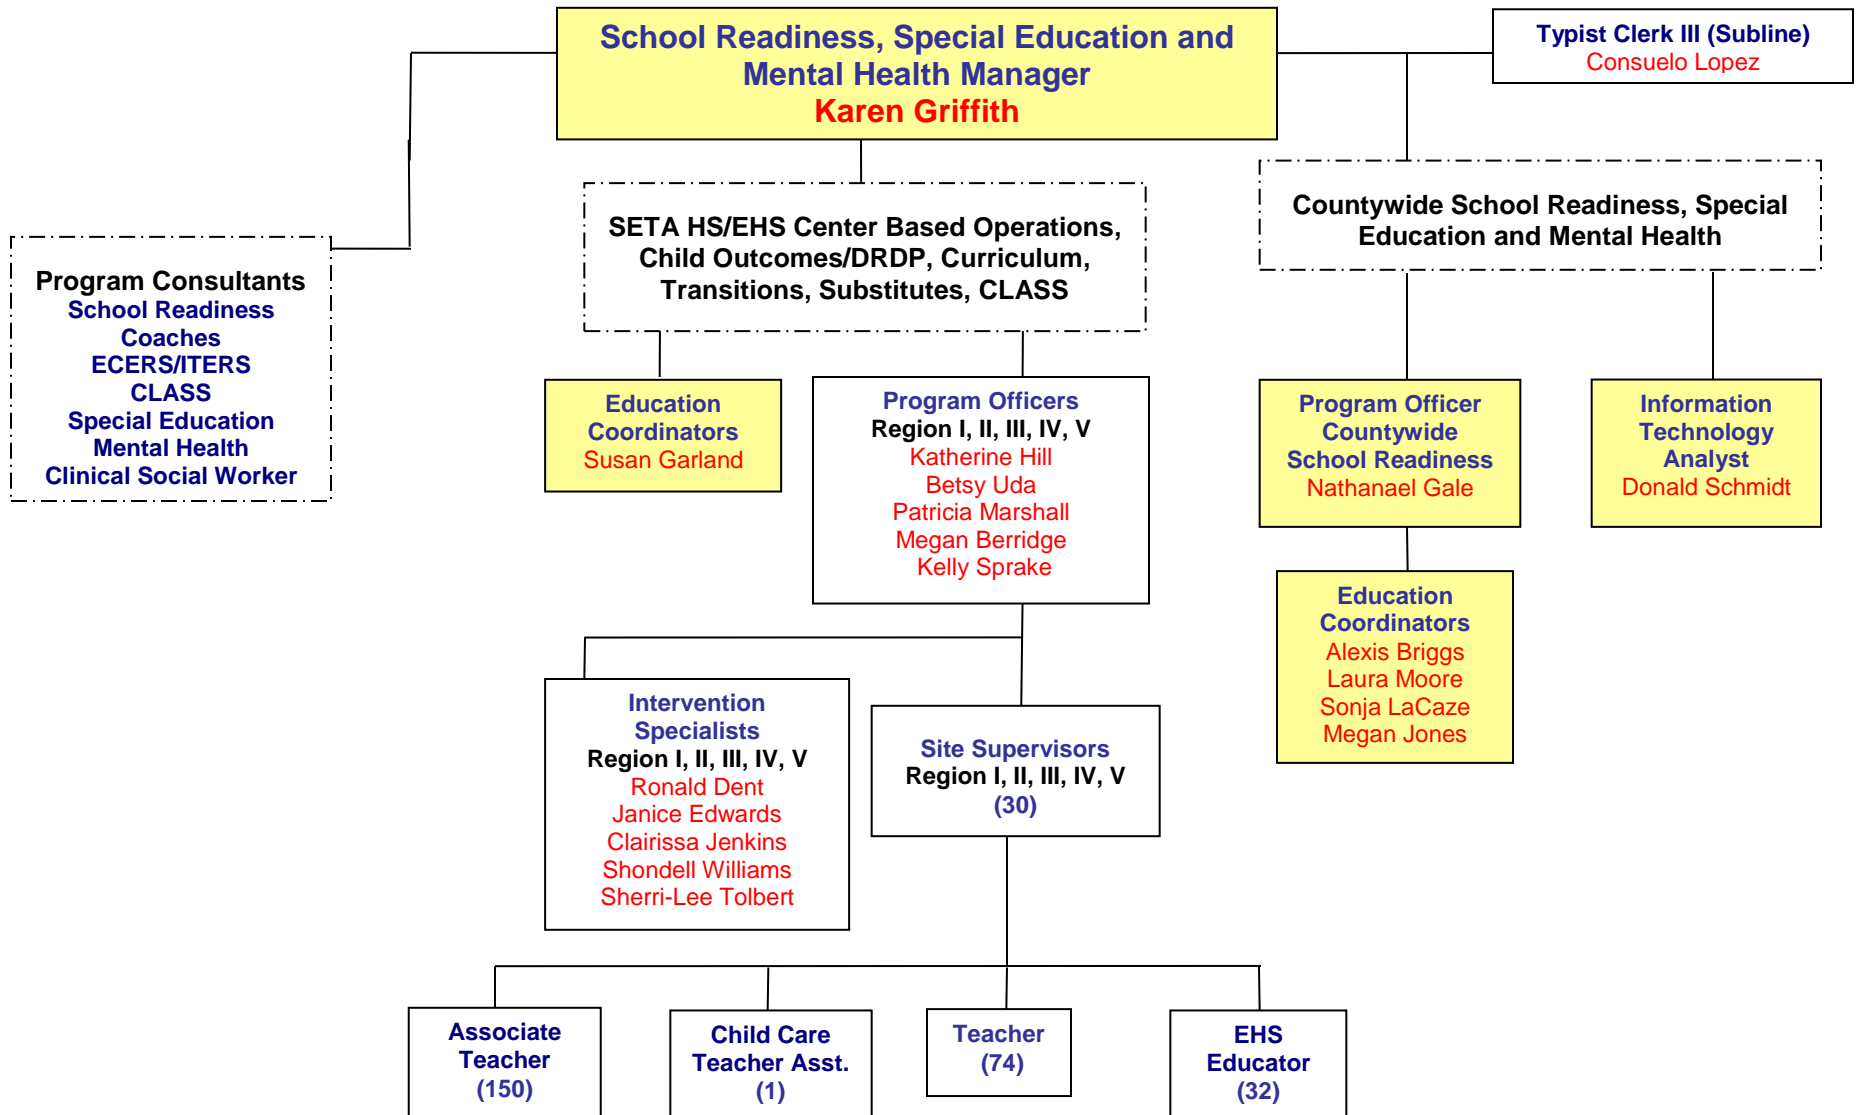 School Readiness, Special Education and
Mental Health Manager
Karen Griffith
Typist Clerk III (Subline)
Consuelo Lopez
Program Consultants
School Readiness
Coaches
ECERS/ITERS
CLASS
Special Education
Mental Health
Clinical Social Worker
SETA HS/EHS Center Based Operations,
Child Outcomes/DRDP, Curriculum,
Transitions, Substitutes, CLASS
Countywide School Readiness, Special
Education and Mental Health
Education
Coordinators
Susan Garland
Program Officers
Region I, II, III, IV, V
Katherine Hill
Betsy Uda
Patricia Marshall
Megan Berridge
Kelly Sprake
Program Officer
Countywide
School Readiness
Nathanael Gale
Information
Technology
Analyst
Donald Schmidt
Education
Coordinators
Alexis Briggs
Laura Moore
Sonja LaCaze
Megan Jones
Intervention
Specialists
Region I, II, III, IV, V
Ronald Dent
Janice Edwards
Clairissa Jenkins
Shondell Williams
Sherri-Lee Tolbert
Site Supervisors
Region I, II, III, IV, V
(30)
Associate
Teacher
(150)
Child Care
Teacher Asst.
(1)
Teacher
(74)
EHS
Educator
(32)